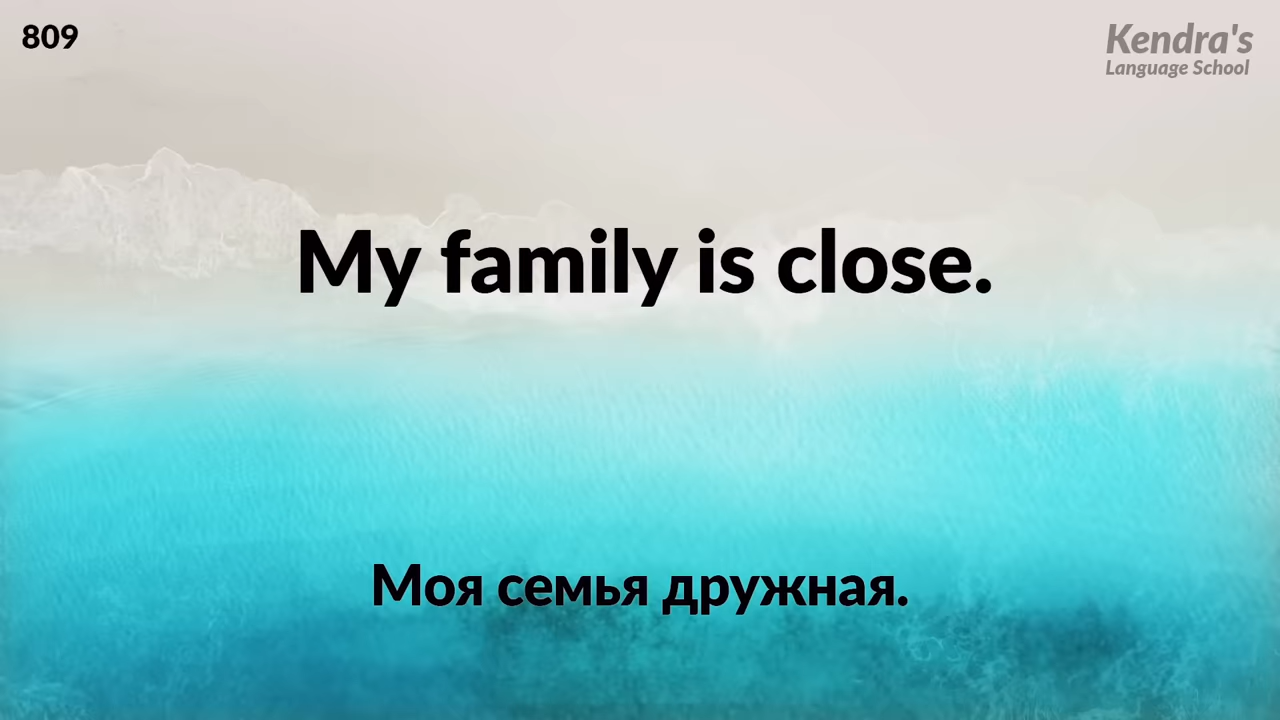 809
Kendra's
Language School
My family is close.
Моя семья дружная.